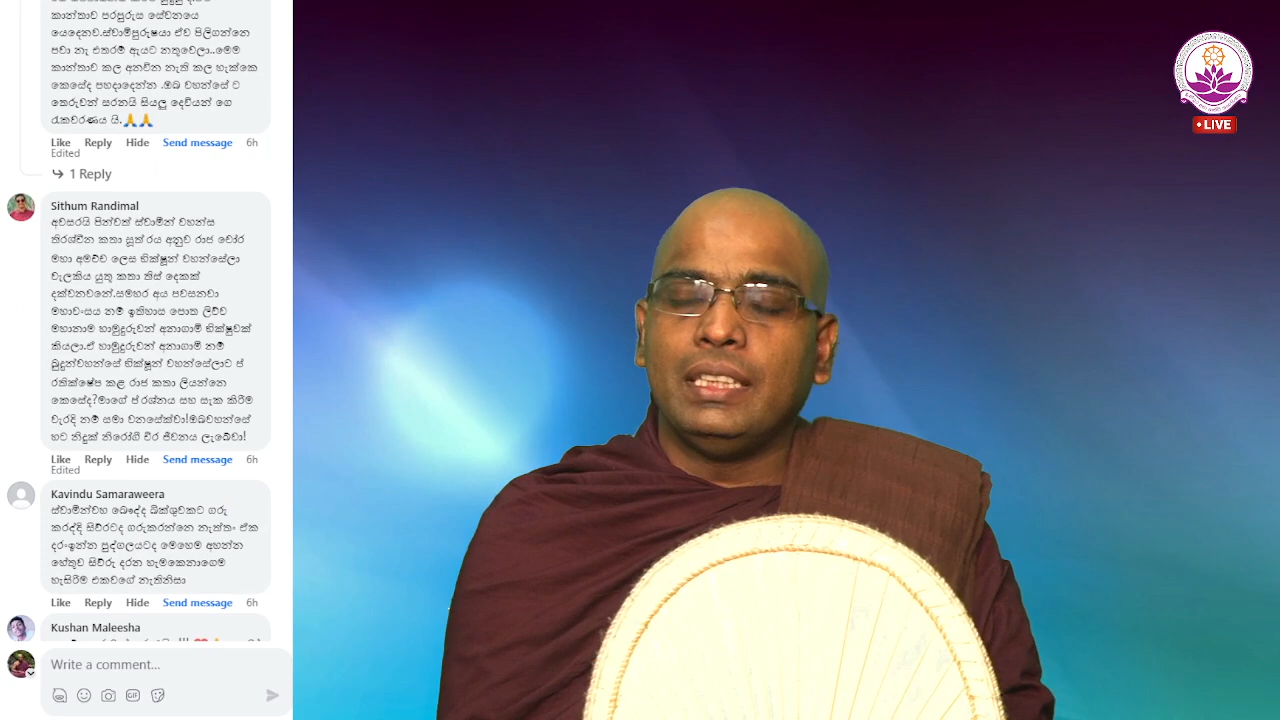 කාන්තාව පරපුරුස සේවනයෙ
යෙදෙනව.ස්වාමිපුරුෂයා ඒව පිලිගන්නෙ
පවා නෑ එතරම් ඇයට නතුවෙලා..මෙම
කාන්තාව කල අනවින නැති කල හැක්කෙ
කෙසේද පහදාදෙන්න .ඔබ වහන්සේ ට
තෙරුවන් සරනයි සියලු දෙවියන් ගෙ
රැකවරණය යි.🙏🙏
Like Reply Hide Send message 6h
Edited
1 Reply
Sithum Randimal
අවසරයි පින්වත් ස්වාමීන් වහන්ස
තිරශ්චීන කතා සූත්‍රය අනුව රාජ චෝර
මහා අමච්ච ලෙස භික්ෂූන් වහන්සේලා
වැලකිය යුතු කතා තිස් දෙකක්
දක්වනවනේ.සමහර අය පවසනවා
මහාවංසය නම් ඉතිහාස පොත ලිව්ව
මහානාම හාමුදුරුවන් අනාගාමී භික්ෂුවක්
කියලා.ඒ හාමුදුරුවන් අනාගාමී නම්
බුදුන්වහන්සේ භික්ෂූන් වහන්සේලාට ප්
රතික්ෂේප කළ රාජ කතා ලියන්නෙ
කෙසේද?මාගේ ප්‍රශ්නය සහ සැක කිරීම
වැරදි නම් සමා වනසේක්වා!ඔබවහන්සේ
හට නිදුක් නිරෝගී චිර ජීවනය ලැබේවා!
Like Reply Hide Send message 6h
Edited
Kavindu Samaraweera
ස්වාමීන්වහ බෞද්ද බික්ශුවකට ගරු
කරද්දි සිව්රටද ගරුකරන්නෙ නැත්තං ඒක
දරංඉන්න පුද්ගලයටද මෙහෙම අහන්න
හේතුව සිව්රු දරන හැමකෙනාගෙම
හැසිරීම එකවගේ නැතිනිසා
Like Reply Hide Send message 6h
Kushan Maleesha
Write a comment...
GIF
LIVE